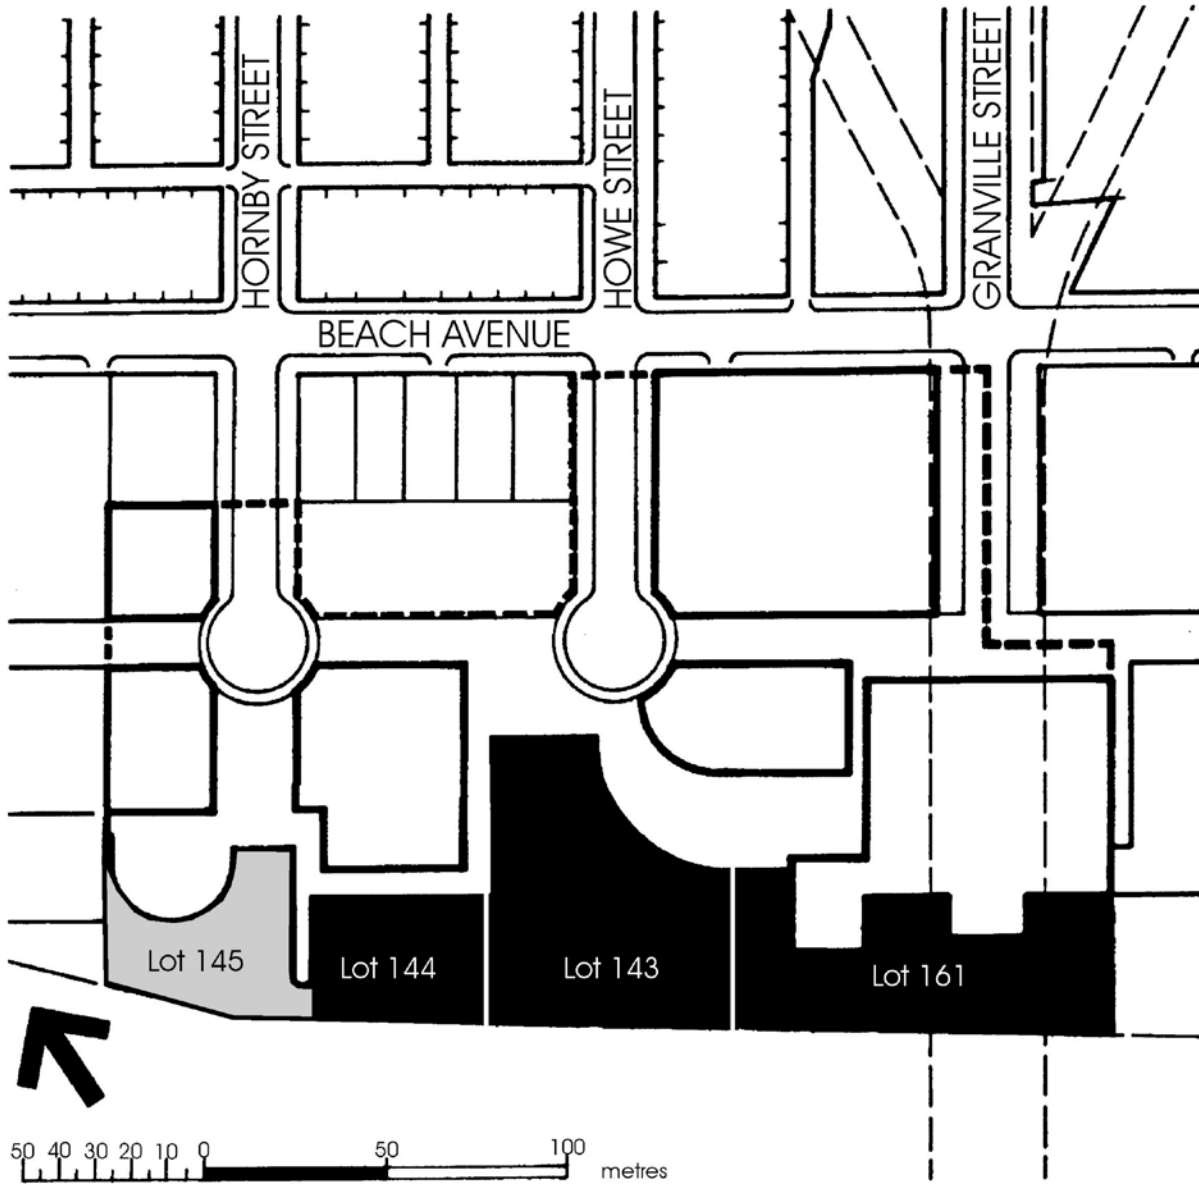 HORNBY STREET
HOWE STREET
GRANVILLE STREET
BEACH AVENUE
Lot 145
Lot 144
Lot 143
Lot 161
50 40 30 20 10 0 50 100
metres